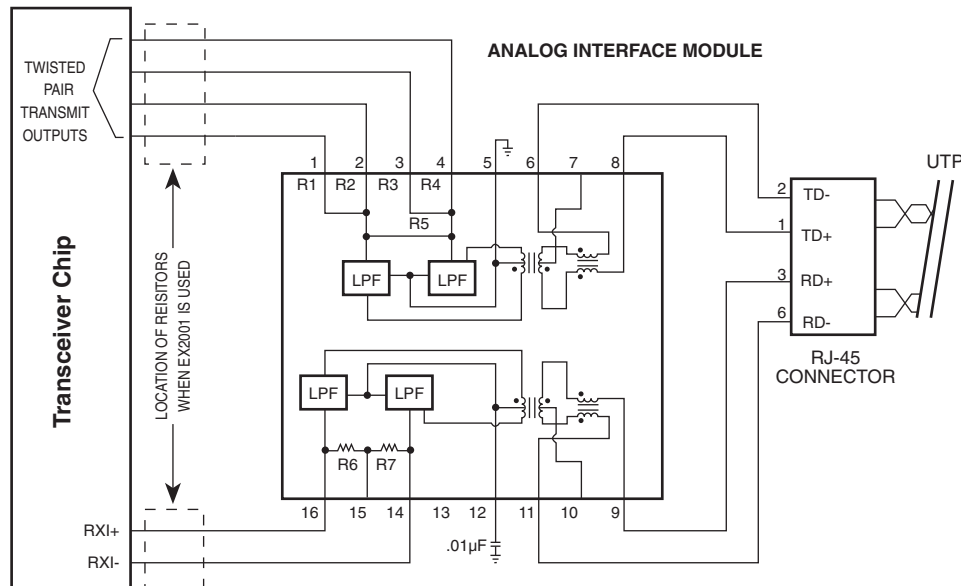 ANALOG INTERFACE MODULE
TWISTED
PAIR
TRANSMIT
OUTPUTS
Transceiver Chip
LOCATION OF REISITORS
WHEN EX2001 IS USED
1 2 3 4 5 6 7 8
R1 R2 R3 R4
R5
LPF LPF
LPF LPF
R6 R7
16 15 14 13 12 11 10 9
.01µF
RXI+
RXI-
UTP
2 TD-
1 TD+
3 RD+
6 RD-
RJ-45
CONNECTOR